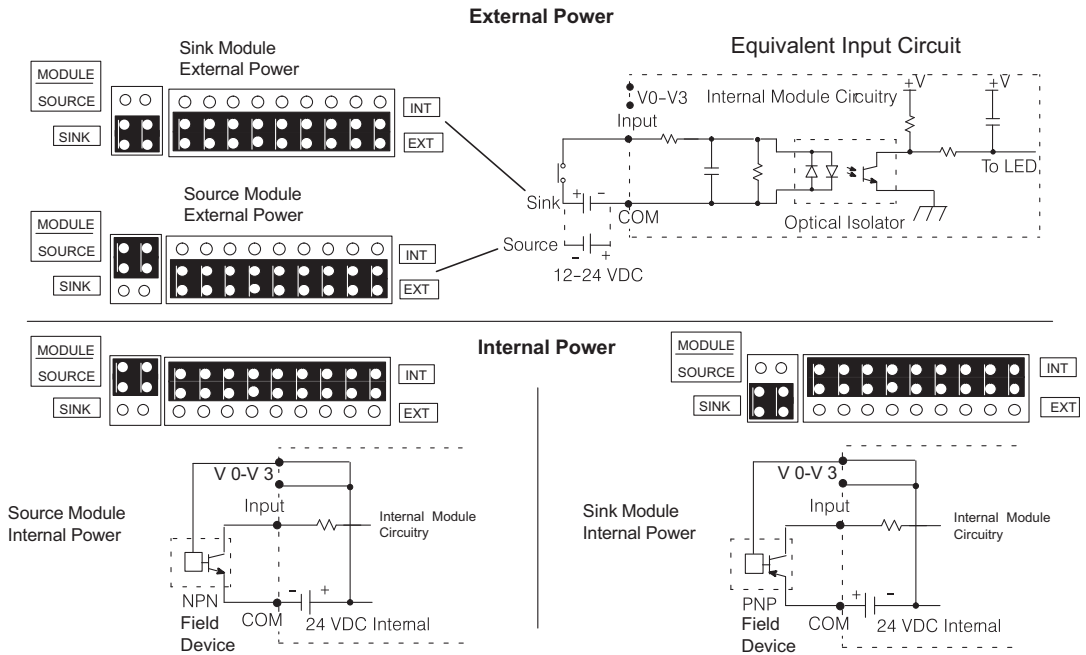 External Power
Sink Module
External Power
MODULE
SOURCE
SINK
INT
EXT
Source Module
External Power
MODULE
SOURCE
SINK
INT
EXT
Equivalent Input Circuit
V0-V3
Internal Module Circuitry
+V
+V
Input
To LED
Sink
+ -
COM
Optical Isolator
Source
- +
12-24 VDC
Internal Power
MODULE
SOURCE
SINK
INT
EXT
V 0-V 3
Source Module
Internal Power
Input
Internal Module
Circuitry
- +
NPN
Field
Device
COM
24 VDC Internal
MODULE
SOURCE
SINK
INT
EXT
V 0-V 3
Sink Module
Internal Power
Input
Internal Module
Circuitry
+ -
PNP
Field
Device
COM
24 VDC Internal